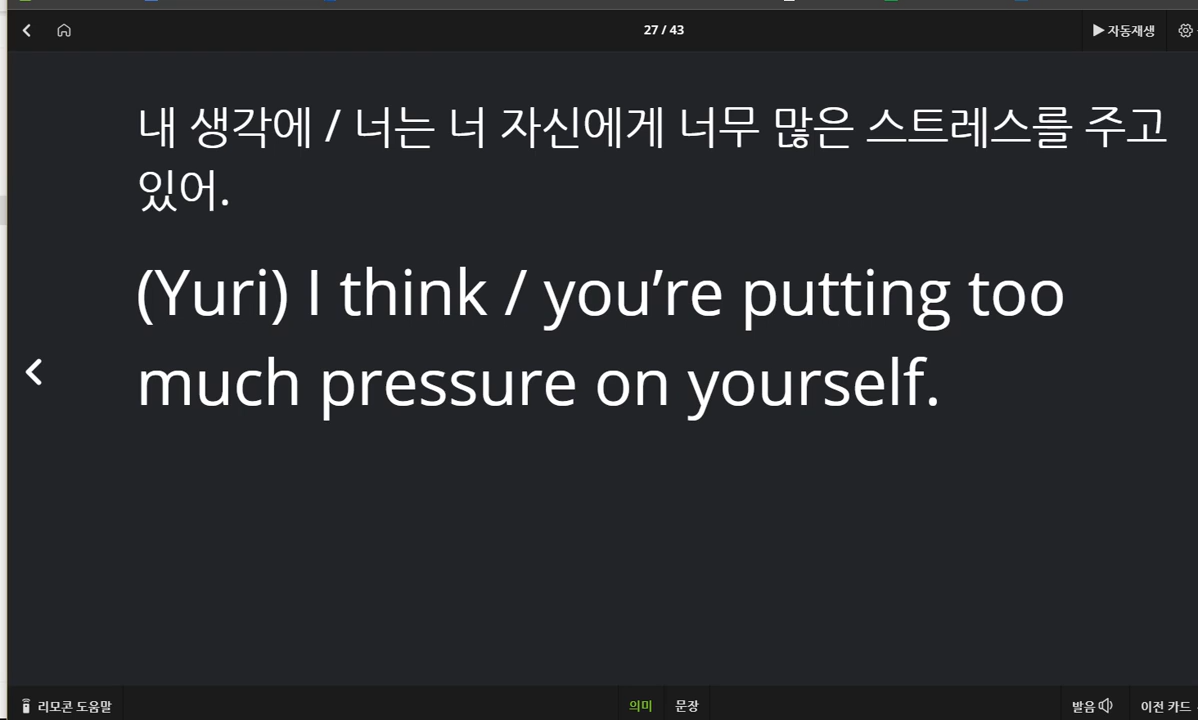 27 / 43
▶ 자동재생
내 생각에 / 너는 너 자신에게 너무 많은 스트레스를 주고
있어.
(Yuri) I think / you’re putting too
much pressure on yourself.
리모콘 도움말
의미
문장
발음
이전 카드